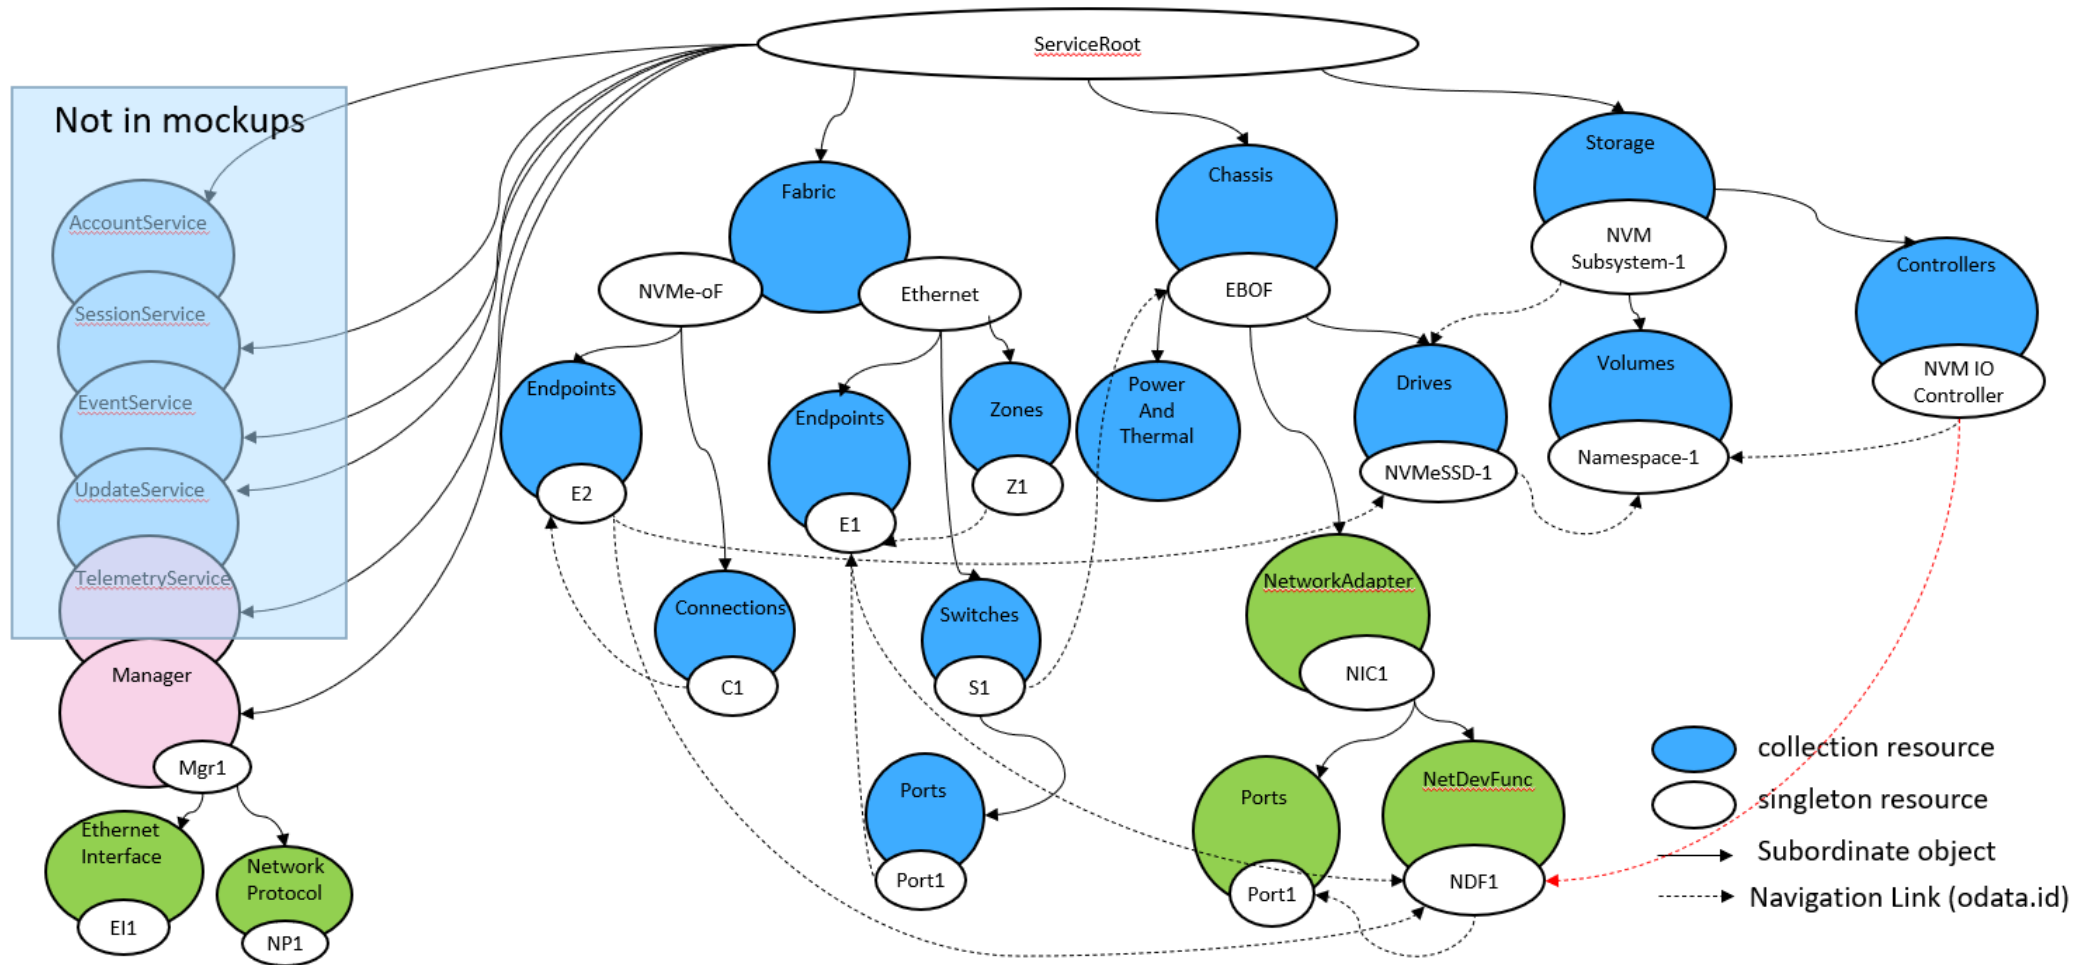 ServiceRoot
Not in mockups
AccountService
SessionService
EventService
UpdateService
TelemetryService
Manager
Mgr1
Ethernet
Interface
EI1
Network
Protocol
NP1
Fabric
NVMe-oF
Ethernet
Endpoints
E2
Connections
C1
Endpoints
E1
Zones
Z1
Switches
S1
Ports
Port1
Chassis
EBOF
Power
And
Thermal
Drives
NVMeSSD-1
NetworkAdapter
NIC1
Ports
Port1
NetDevFunc
NDF1
Storage
NVM
Subsystem-1
Volumes
Namespace-1
Controllers
NVM IO
Controller
collection resource
singleton resource
Subordinate object
Navigation Link (odata.id)